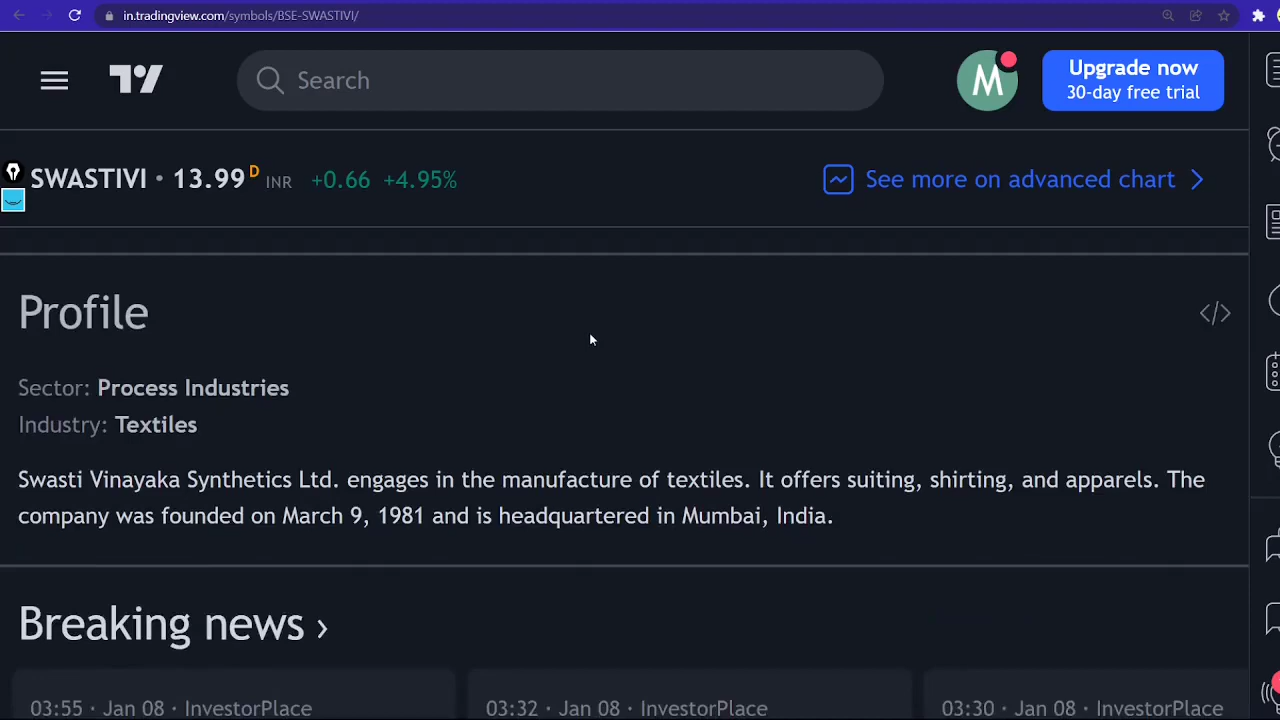 in.tradingview.com/symbols/BSE-SWASTIVI/
Search
M
Upgrade now
30-day free trial
SWASTIVI • 13.99 D INR +0.66 +4.95%
See more on advanced chart
Profile
</>
Sector: Process Industries
Industry: Textiles
Swasti Vinayaka Synthetics Ltd. engages in the manufacture of textiles. It offers suiting, shirting, and apparels. The
company was founded on March 9, 1981 and is headquartered in Mumbai, India.
Breaking news ›
03:55 · Jan 08 · InvestorPlace
03:32 · Jan 08 · InvestorPlace
03:30 · Jan 08 · InvestorPlace